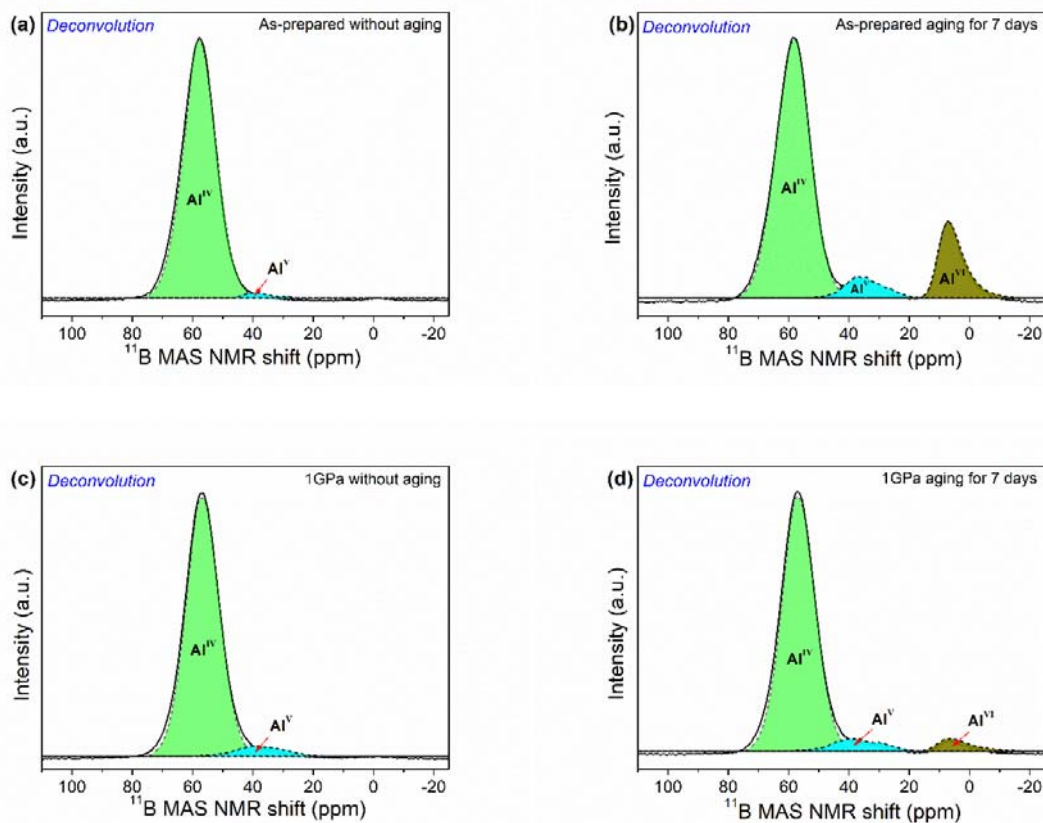 (a) Deconvolution As-prepared without aging
Intensity (a.u.)
Al^IV
Al^V
100 80 60 40 20 0 -20
^11B MAS NMR shift (ppm)
(b) Deconvolution As-prepared aging for 7 days
Intensity (a.u.)
Al^IV
Al^V
Al^VI
100 80 60 40 20 0 -20
^11B MAS NMR shift (ppm)
(c) Deconvolution 1GPa without aging
Intensity (a.u.)
Al^IV
Al^V
100 80 60 40 20 0 -20
^11B MAS NMR shift (ppm)
(d) Deconvolution 1GPa aging for 7 days
Intensity (a.u.)
Al^IV
Al^V
Al^VI
100 80 60 40 20 0 -20
^11B MAS NMR shift (ppm)